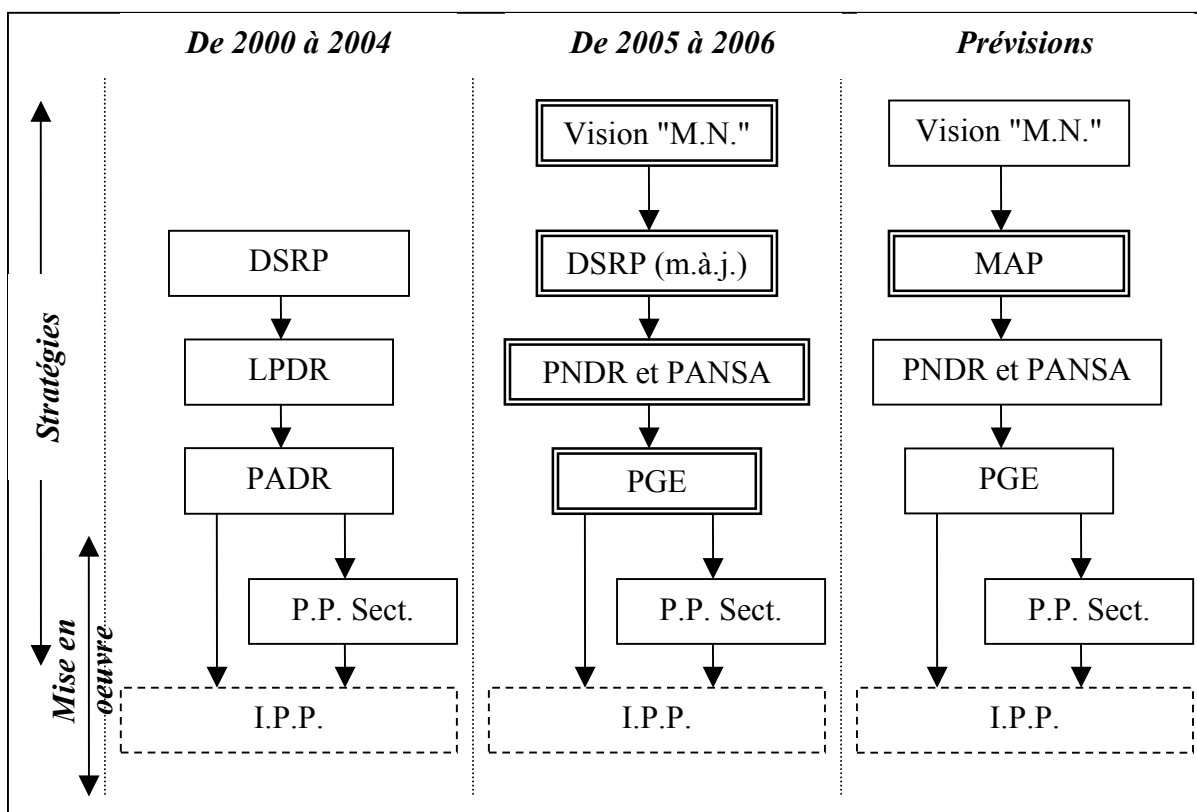 De 2000 à 2004
De 2005 à 2006
Prévisions
Vision "M.N."
Vision "M.N."
DSRP
DSRP (m.à.j.)
MAP
Stratégies
LPDR
PNDR et PANSA
PNDR et PANSA
PADR
PGE
PGE
Mise en
oeuvre
P.P. Sect.
P.P. Sect.
P.P. Sect.
I.P.P.
I.P.P.
I.P.P.